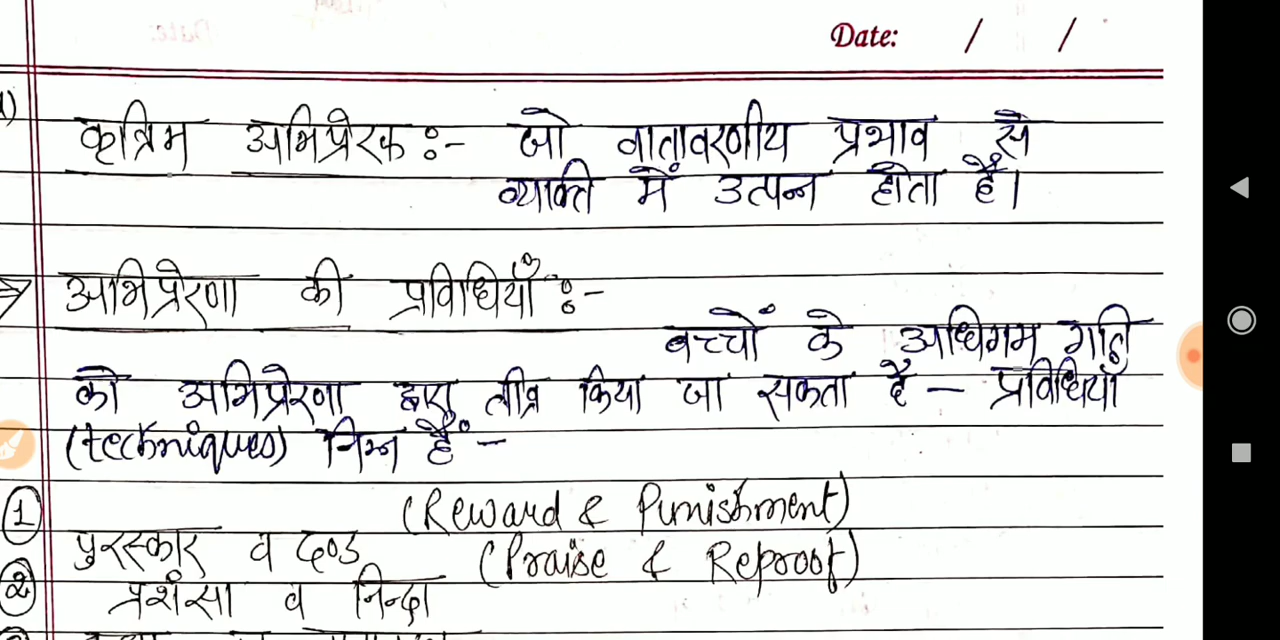 Date: / /
कृत्रिम अभिप्रेरक :- जो वातावरणीय प्रभाव से
व्यक्ति में उत्पन्न होता है।
⇒ अभिप्रेरणा की प्रविधियाँ :-
बच्चों के अधिगम गति
को अभिप्रेरणा द्वारा तीव्र किया जा सकता है – प्रविधियाँ
(techniques) निम्न हैं –
(Reward & Punishment)
① पुरस्कार व दण्ड
(Praise & Reproof)
② प्रशंसा व निन्दा